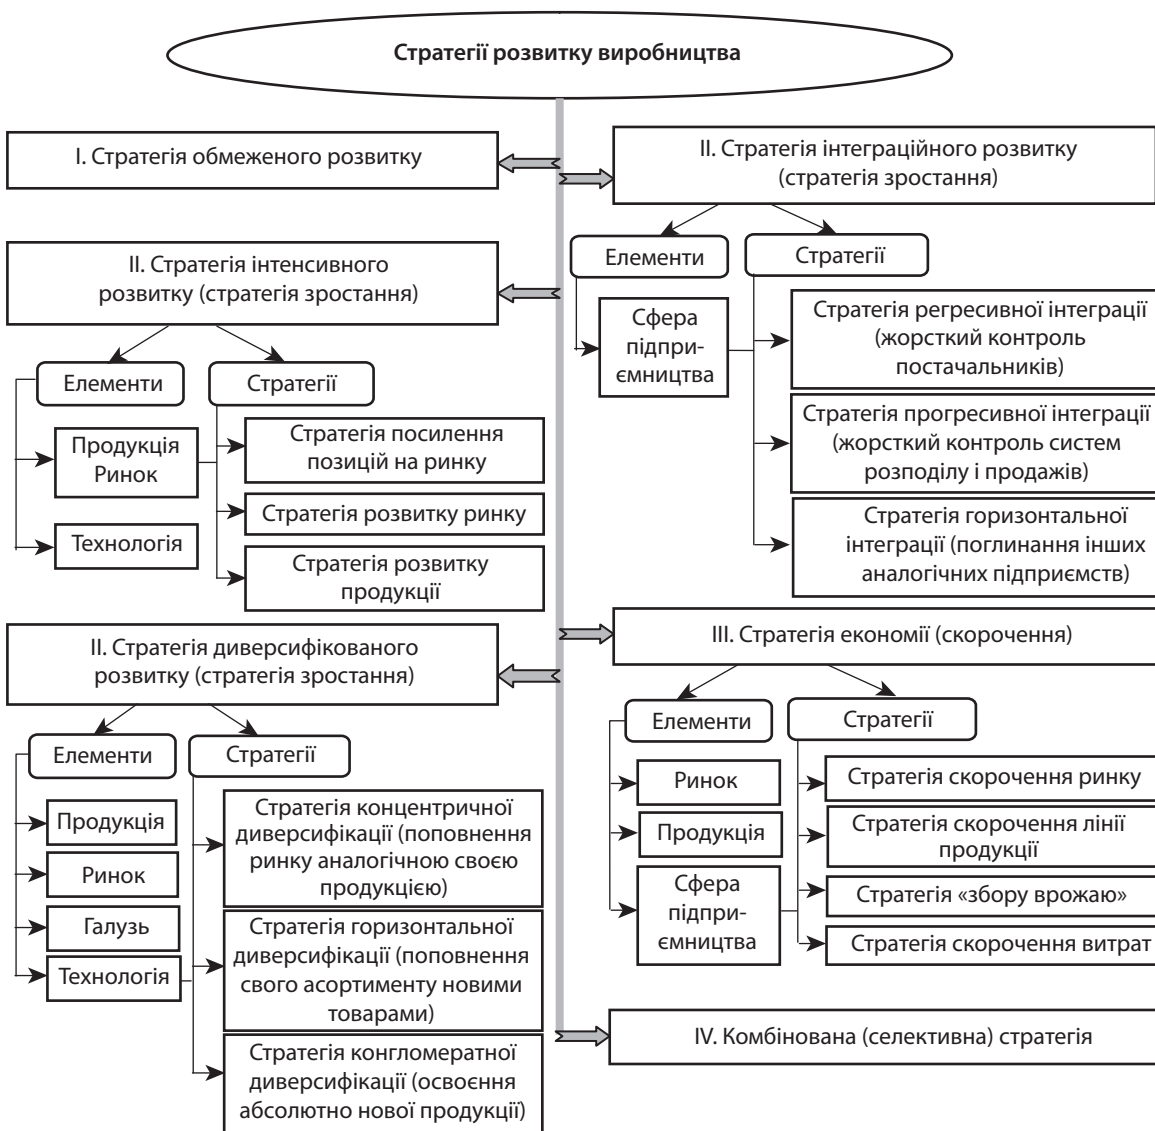 Стратегії розвитку виробництва
І. Стратегія обмеженого розвитку
ІІ. Стратегія інтеграційного розвитку
(стратегія зростання)
Елементи
Стратегії
Сфера
підпри-
ємництва
Стратегія регресивної інтеграції
(жорсткий контроль
постачальників)
Стратегія прогресивної інтеграції
(жорсткий контроль систем
розподілу і продажів)
Стратегія горизонтальної
інтеграції (поглинання інших
аналогічних підприємств)
ІІ. Стратегія інтенсивного
розвитку (стратегія зростання)
Елементи
Стратегії
Продукція
Ринок
Технологія
Стратегія посилення
позицій на ринку
Стратегія розвитку ринку
Стратегія розвитку
продукції
ІІ. Стратегія диверсифікованого
розвитку (стратегія зростання)
Елементи
Стратегії
Продукція
Ринок
Галузь
Технологія
Стратегія концентричної
диверсифікації (поповнення
ринку аналогічною своєю
продукцією)
Стратегія горизонтальної
диверсифікації (поповнення
свого асортименту новими
товарами)
Стратегія конгломератної
диверсифікації (освоєння
абсолютно нової продукції)
ІІІ. Стратегія економії (скорочення)
Елементи
Стратегії
Ринок
Продукція
Сфера
підпри-
ємництва
Стратегія скорочення ринку
Стратегія скорочення лінії
продукції
Стратегія «збору врожаю»
Стратегія скорочення витрат
IV. Комбінована (селективна) стратегія